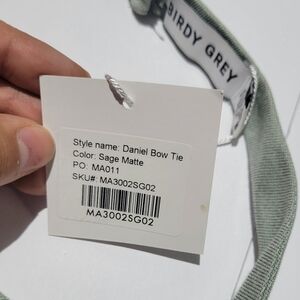 BIRDY GREY
Style name: Daniel Bow Tie
Color: Sage Matte
PO: MA011
SKU#: MA3002SG02
MA3002SG02